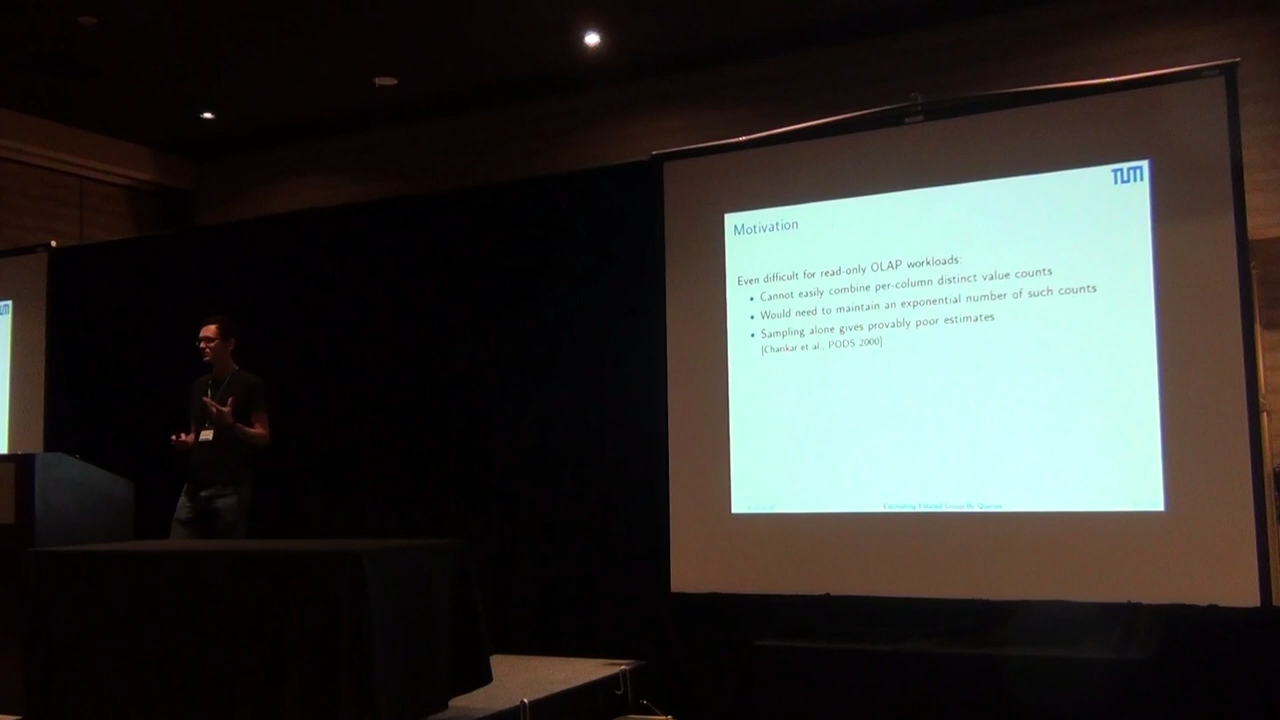 TUM
Motivation
Even difficult for read-only OLAP workloads:
• Cannot easily combine per-column distinct value counts
• Would need to maintain an exponential number of such counts
• Sampling alone gives provably poor estimates
[Charikar et al., PODS 2000]